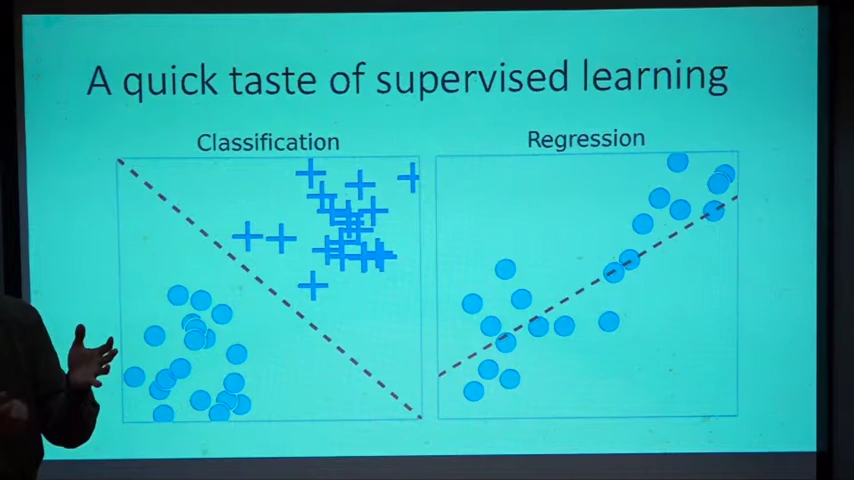 A quick taste of supervised learning
Classification
Regression